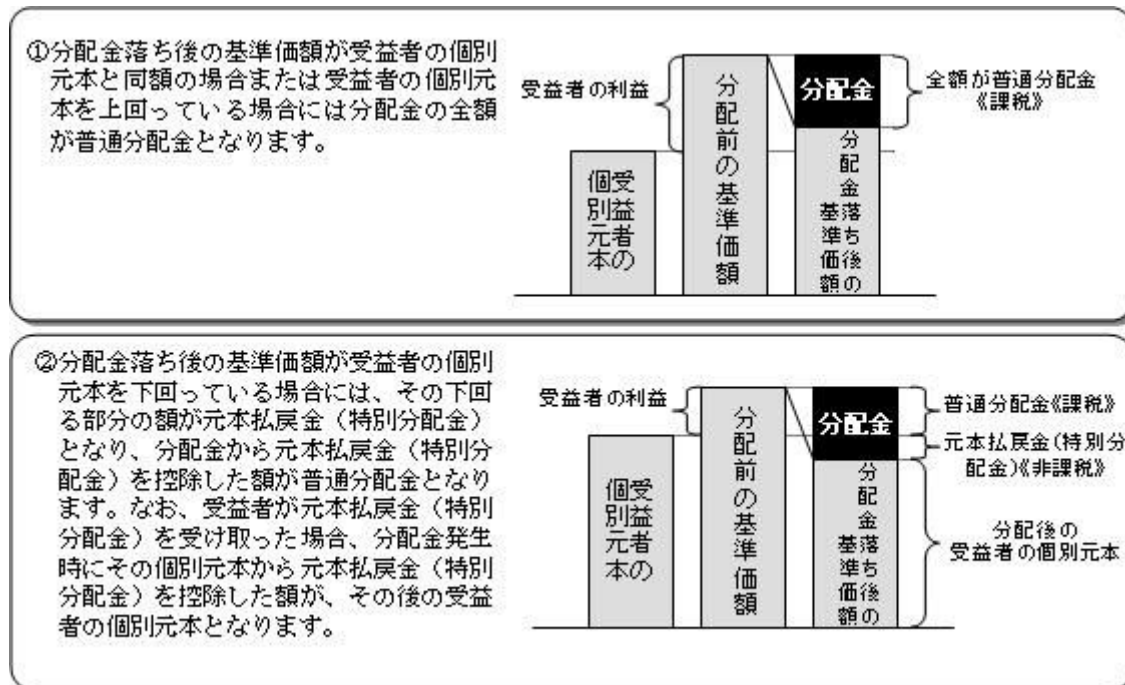 ①分配金落ち後の基準価額が受益者の個別
元本と同額の場合または受益者の個別元
本を上回っている場合には分配金の全額
が普通分配金となります。
受益者の利益
受益者の
個別元本
分配前の基準価額
分配金
分配金落ち後の
基準価額
全額が普通分配金
《課税》
②分配金落ち後の基準価額が受益者の個別
元本を下回っている場合には、その下回
る部分の額が元本払戻金（特別分配金）
となり、分配金から元本払戻金（特別分
配金）を控除した額が普通分配金となり
ます。なお、受益者が元本払戻金（特別
分配金）を受け取った場合、分配金発生
時にその個別元本から元本払戻金（特別
分配金）を控除した額が、その後の受益
者の個別元本となります。
受益者の利益
受益者の
個別元本
分配前の基準価額
分配金
分配金落ち後の
基準価額
普通分配金《課税》
元本払戻金（特別分
配金）《非課税》
分配後の
受益者の個別元本